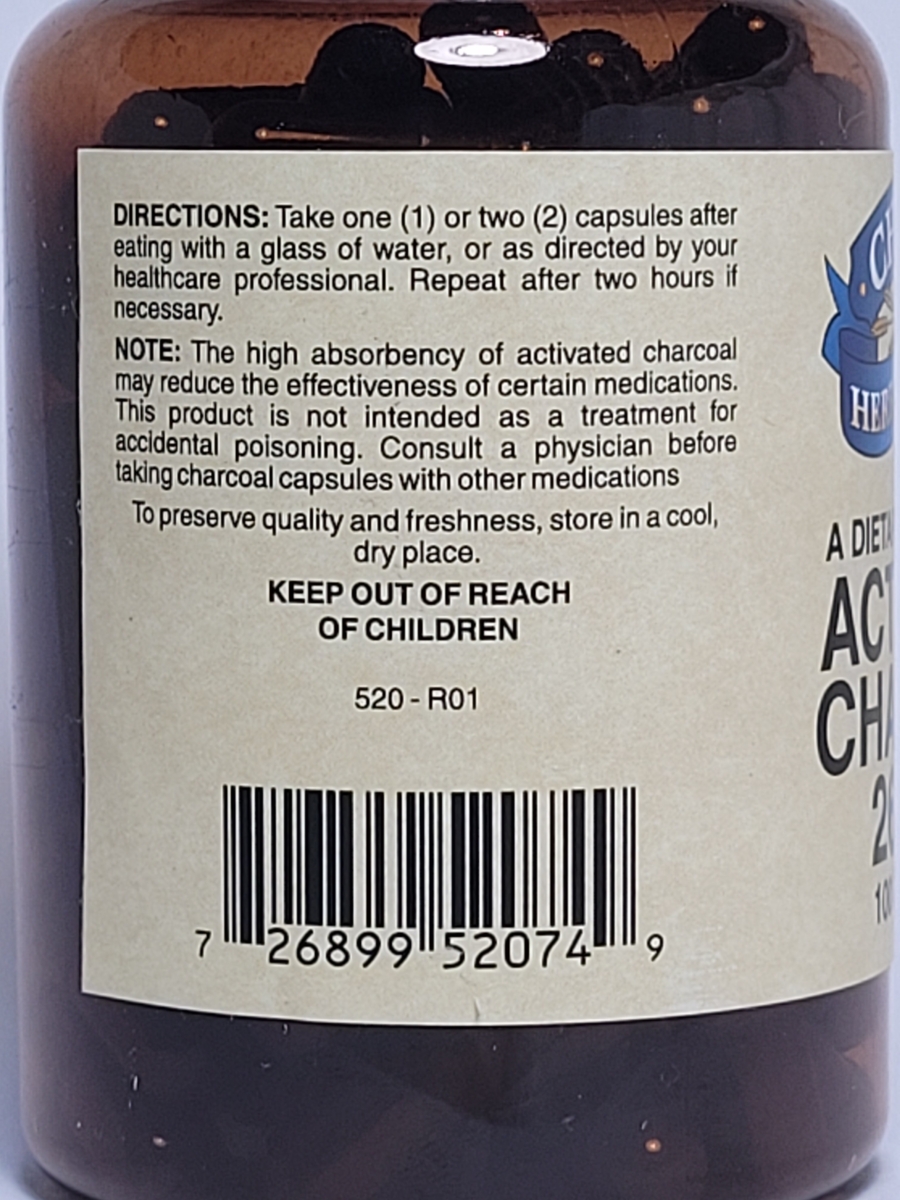 DIRECTIONS: Take one (1) or two (2) capsules after
eating with a glass of water, or as directed by your
healthcare professional. Repeat after two hours if
necessary.
NOTE: The high absorbency of activated charcoal
may reduce the effectiveness of certain medications.
This product is not intended as a treatment for
accidental poisoning. Consult a physician before
taking charcoal capsules with other medications
To preserve quality and freshness, store in a cool,
dry place.
KEEP OUT OF REACH
OF CHILDREN
520 - R01
7 26899 52074 9
A